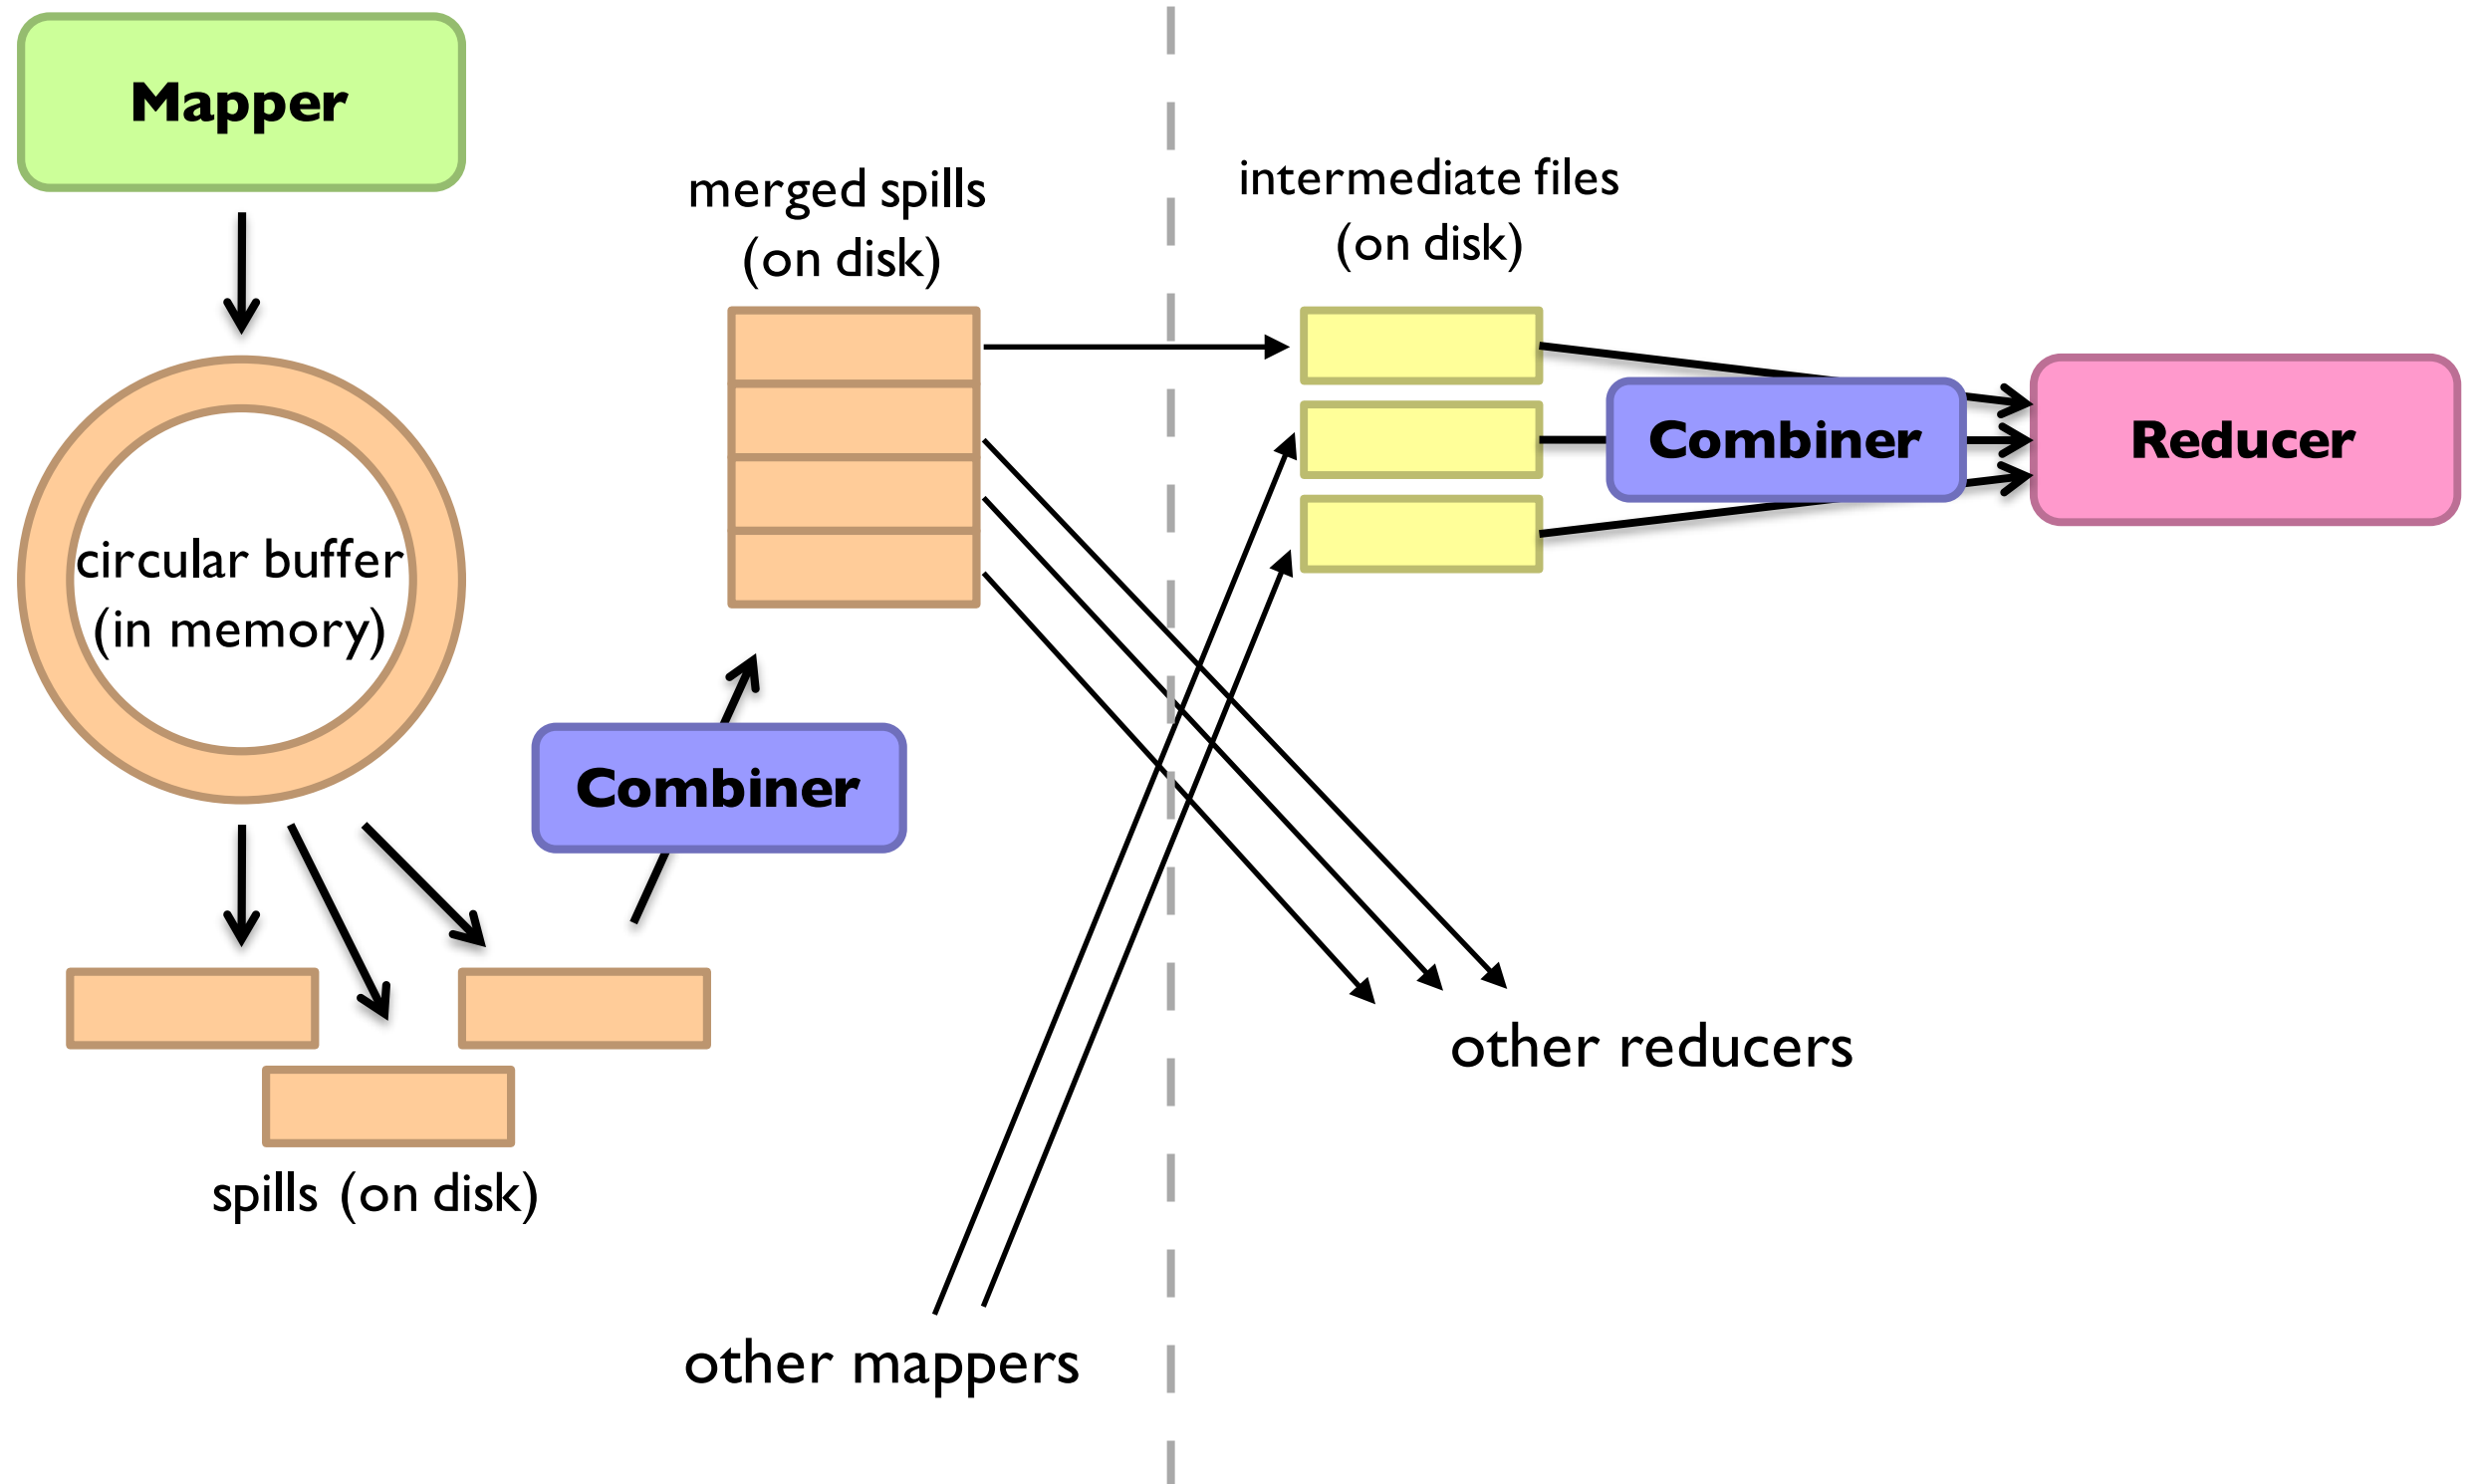 Mapper
circular buffer
(in memory)
spills (on disk)
Combiner
merged spills
(on disk)
other mappers
intermediate files
(on disk)
Combiner
Reducer
other reducers